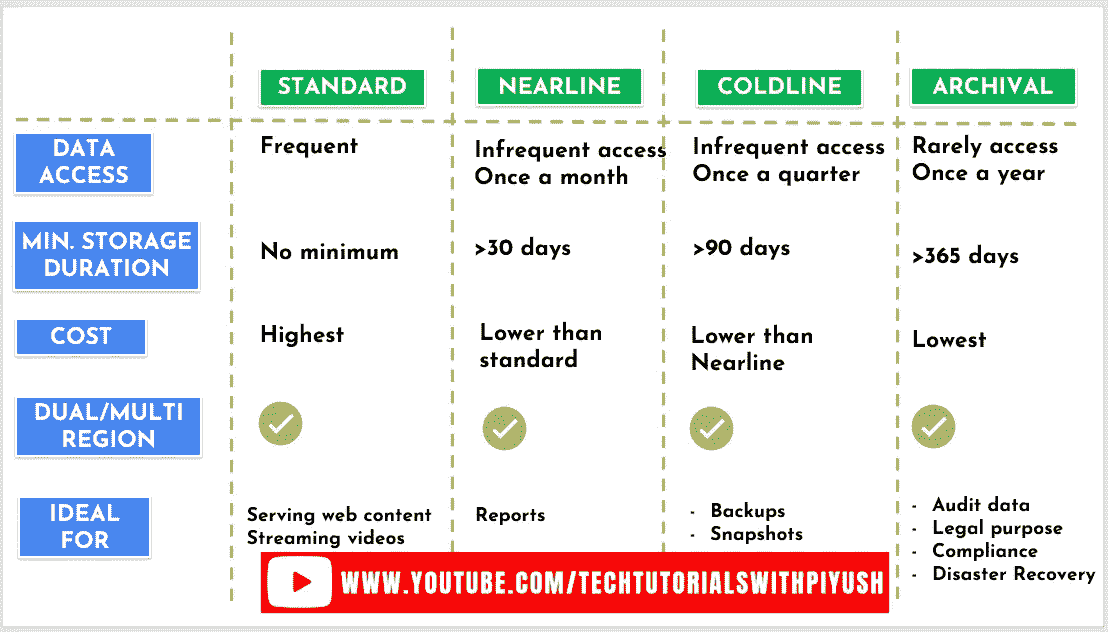 STANDARD
NEARLINE
COLDLINE
ARCHIVAL
DATA
ACCESS
Frequent
Infrequent access
Once a month
Infrequent access
Once a quarter
Rarely access
Once a year
MIN. STORAGE
DURATION
No minimum
>30 days
>90 days
>365 days
COST
Highest
Lower than
standard
Lower than
Nearline
Lowest
DUAL/MULTI
REGION
IDEAL
FOR
Serving web content
Streaming videos
Reports
- Backups
- Snapshots
- Audit data
- Legal purpose
- Compliance
- Disaster Recovery
WWW.YOUTUBE.COM/TECHTUTORIALSWITHPIYUSH